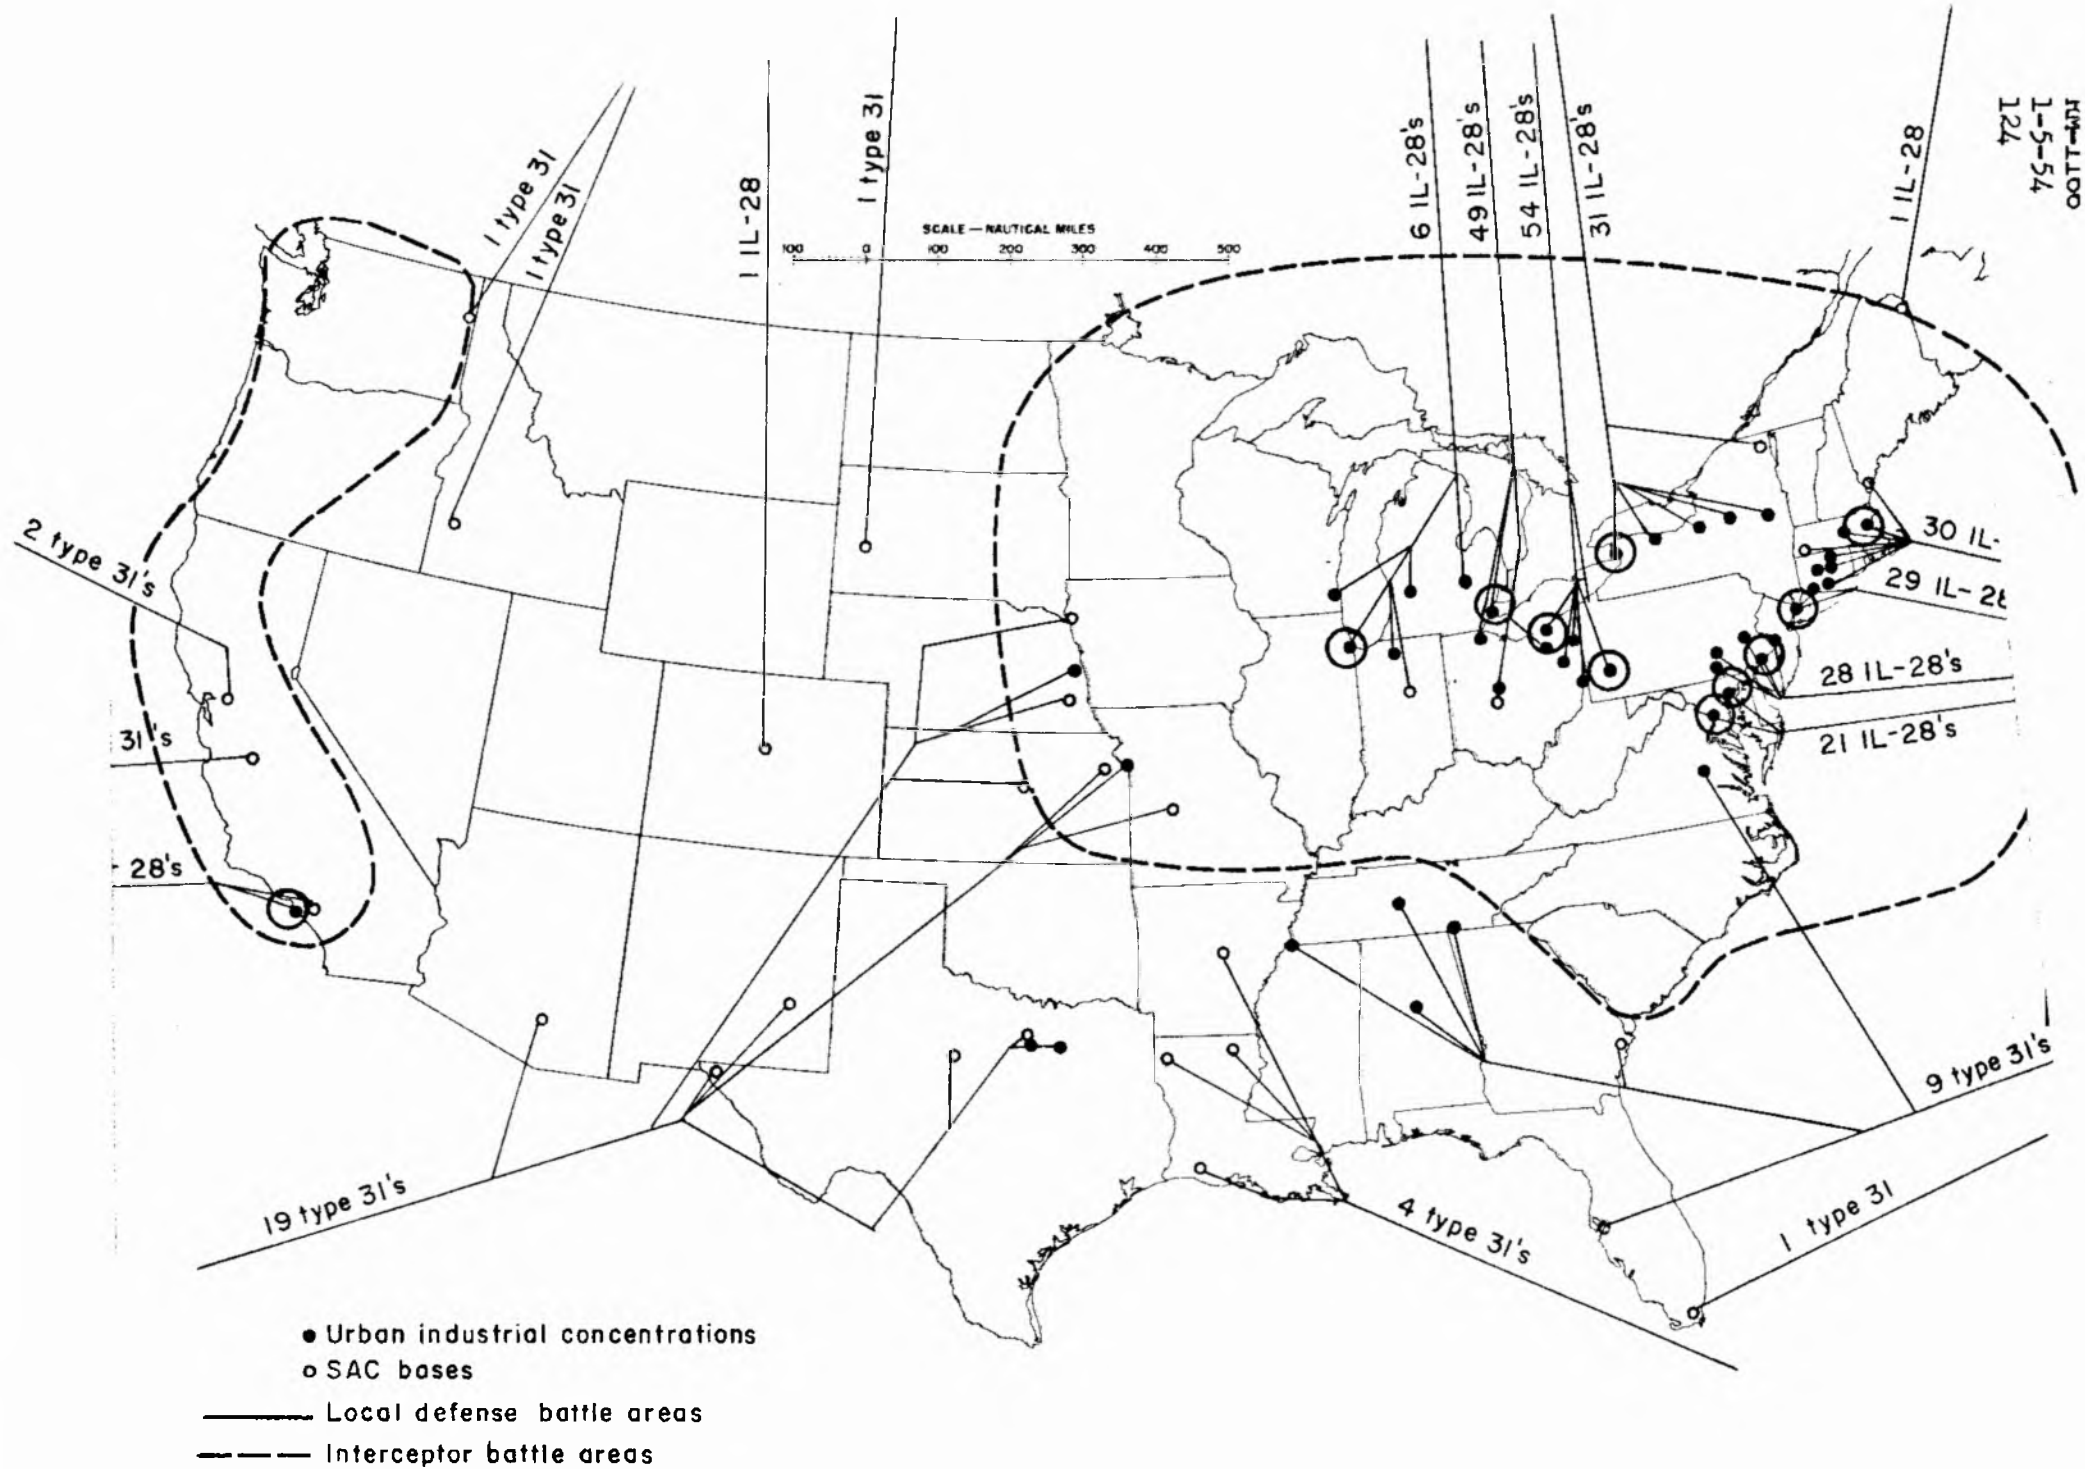 RM-1100
1-5-54
124
1 type 31
1 type 31
1 IL-28
1 type 31
SCALE — NAUTICAL MILES
100 0 100 200 300 400 500
6 IL-28's
49 IL-28's
54 IL-28's
31 IL-28's
1 IL-28
2 type 31's
31's
28's
30 IL-
29 IL-28
28 IL-28's
21 IL-28's
9 type 31's
1 type 31
4 type 31's
19 type 31's
Urban industrial concentrations
SAC bases
Local defense battle areas
Interceptor battle areas